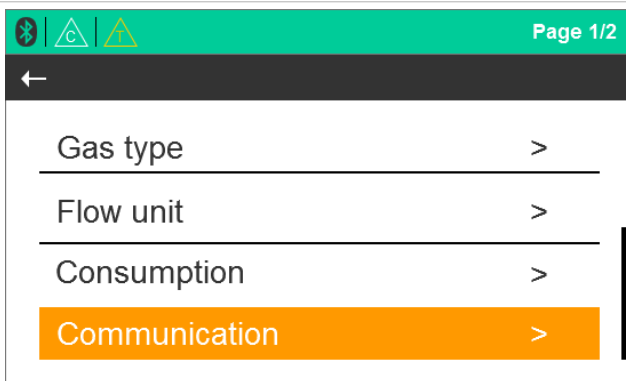 C T Page 1/2
Gas type >
Flow unit >
Consumption >
Communication >